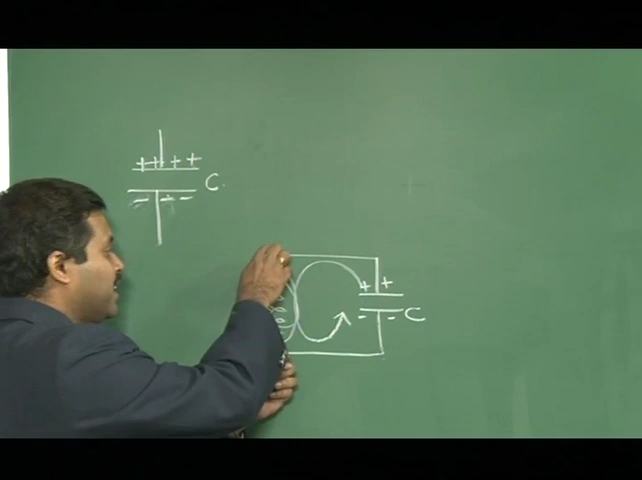 + + + +
C
- - -
+ +
- - C